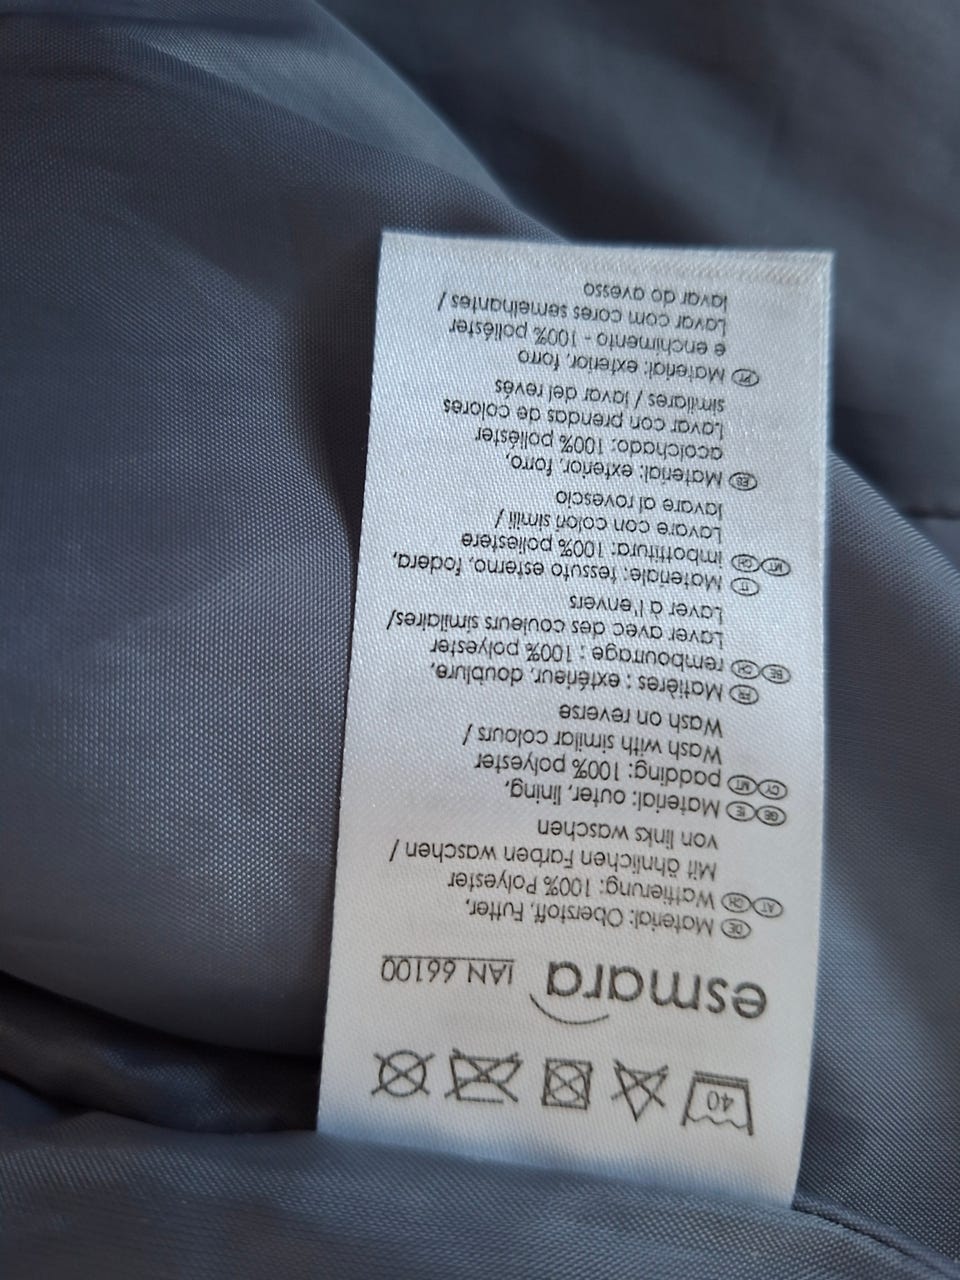 40
esmara IAN 66100
DE Material: Oberstoff, Futter,
AT CH Wattierung: 100% Polyester
Mit ähnlichen Farben waschen /
von links waschen
GB IE Material: outer, lining,
CY MT padding: 100% polyester
Wash with similar colours /
Wash on reverse
FR Matières : extérieur, doublure,
BE CH rembourrage : 100% polyester
Laver avec des couleurs similaires/
Laver à l'envers
IT Materiale: tessuto esterno, fodera,
MT CH imbottitura: 100% poliestere
Lavare con colori simili /
lavare al rovescio
ES Material: exterior, forro,
acolchado: 100% poliéster
Lavar con prendas de colores
similares / lavar del revés
PT Material: exterior, forro
e enchimento - 100% poliéster
Lavar com cores semelhantes /
lavar do avesso